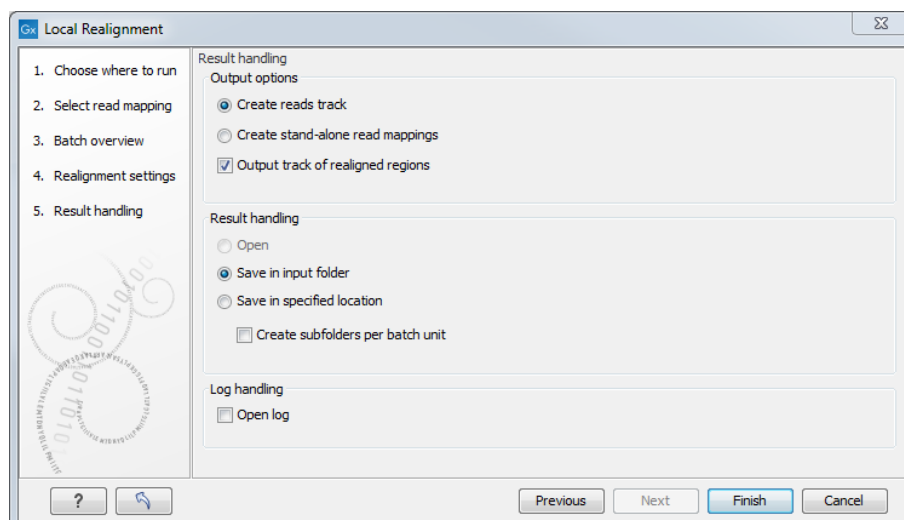 Gx Local Realignment
1. Choose where to run
2. Select read mapping
3. Batch overview
4. Realignment settings
5. Result handling
Result handling
Output options
Create reads track
Create stand-alone read mappings
Output track of realigned regions
Result handling
Open
Save in input folder
Save in specified location
Create subfolders per batch unit
Log handling
Open log
? Previous Next Finish Cancel